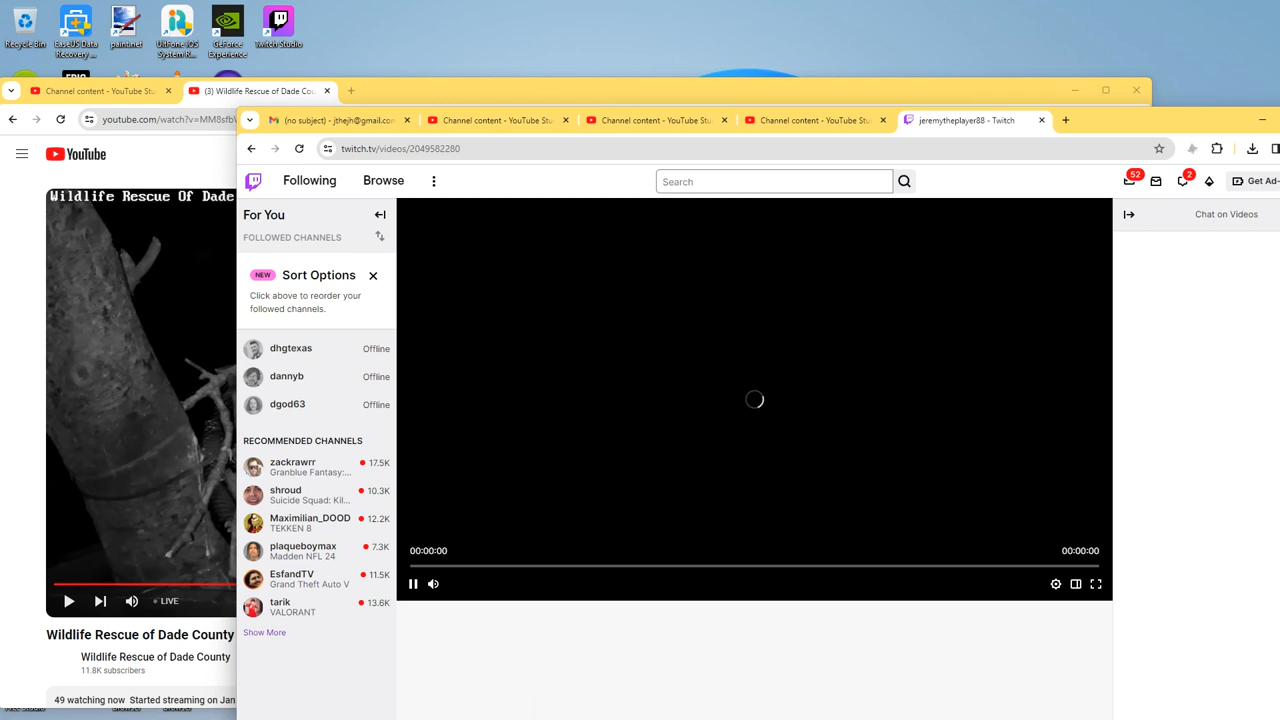 Recycle Bin
EaseUS Data
Recovery ...
paint.net
UltFone iOS
System R...
GeForce
Experience
Twitch Studio
EPIC
Channel content - YouTube Stu
(3) Wildlife Rescue of Dade Cou
youtube.com/watch?v=MM8sfb
YouTube
Wildlife Rescue Of Dade
LIVE
Wildlife Rescue of Dade County
Wildlife Rescue of Dade County
11.8K subscribers
49 watching now Started streaming on Jan
(no subject) - jthejh@gmail.com
Channel content - YouTube Stu
Channel content - YouTube Stu
Channel content - YouTube Stu
jeremytheplayer88 - Twitch
twitch.tv/videos/2049582280
Following
Browse
Search
52
2
Get Ad-
For You
FOLLOWED CHANNELS
NEW
Sort Options
Click above to reorder your
followed channels.
dhgtexas
Offline
dannyb
Offline
dgod63
Offline
RECOMMENDED CHANNELS
zackrawrr
17.5K
Granblue Fantasy:...
shroud
10.3K
Suicide Squad: Kil...
Maximilian_DOOD
12.2K
TEKKEN 8
plaqueboymax
7.3K
Madden NFL 24
EsfandTV
11.5K
Grand Theft Auto V
tarik
13.6K
VALORANT
Show More
00:00:00
00:00:00
Chat on Videos